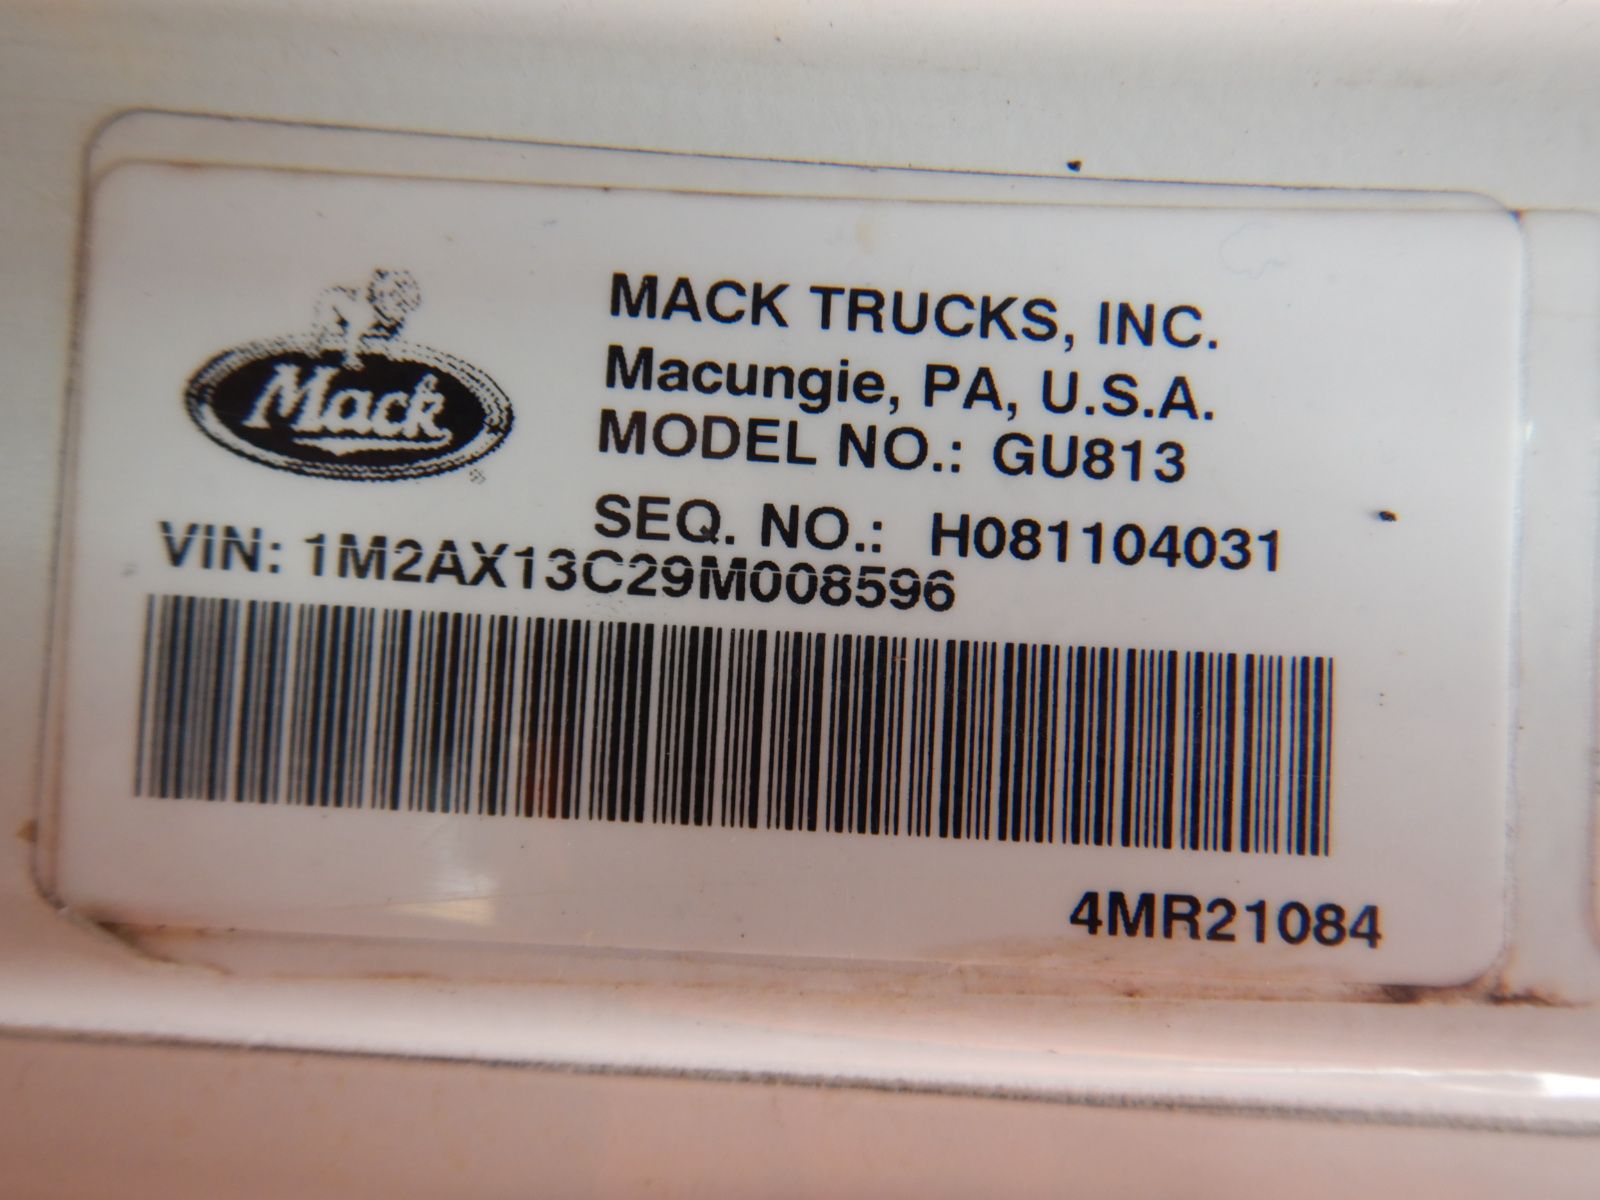 Mack
®
MACK TRUCKS, INC.
Macungie, PA, U.S.A.
MODEL NO.: GU813
SEQ. NO.: H081104031
VIN: 1M2AX13C29M008596
4MR21084